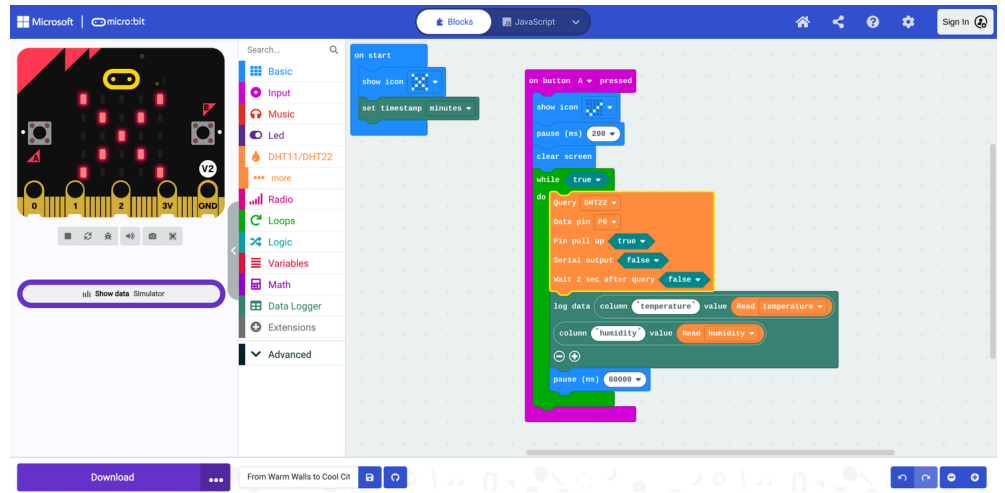 Microsoft micro:bit Blocks JavaScript Sign In
Search...
Basic
Input
Music
Led
DHT11/DHT22
more
Radio
Loops
Logic
Variables
Math
Data Logger
Extensions
Advanced
A
B
V2
0 1 2 3V GND
Show data Simulator
on start
show icon
set timestamp minutes
on button A pressed
show icon
pause (ms) 200
clear screen
while true
do
Query DHT22
Data pin P0
Pin pull up true
Serial output false
Wait 2 sec after query false
log data column "temperature" value Read temperature
column "humidity" value Read humidity
pause (ms) 60000
Download
From Warm Walls to Cool Cit